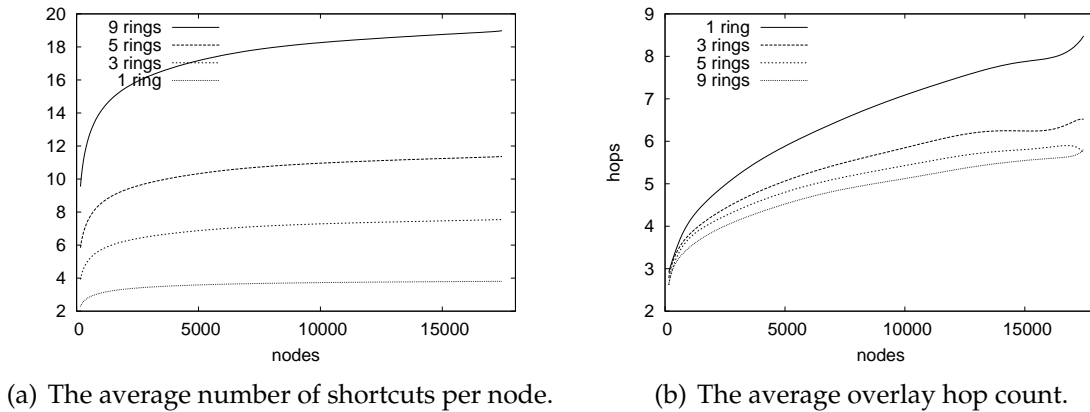 20
18
16
14
12
10
8
6
4
2
9 rings
5 rings
3 rings
1 ring
0
5000
10000
15000
nodes
(a) The average number of shortcuts per node.
9
8
7
6
5
4
3
2
hops
1 ring
3 rings
5 rings
9 rings
0
5000
10000
15000
nodes
(b) The average overlay hop count.